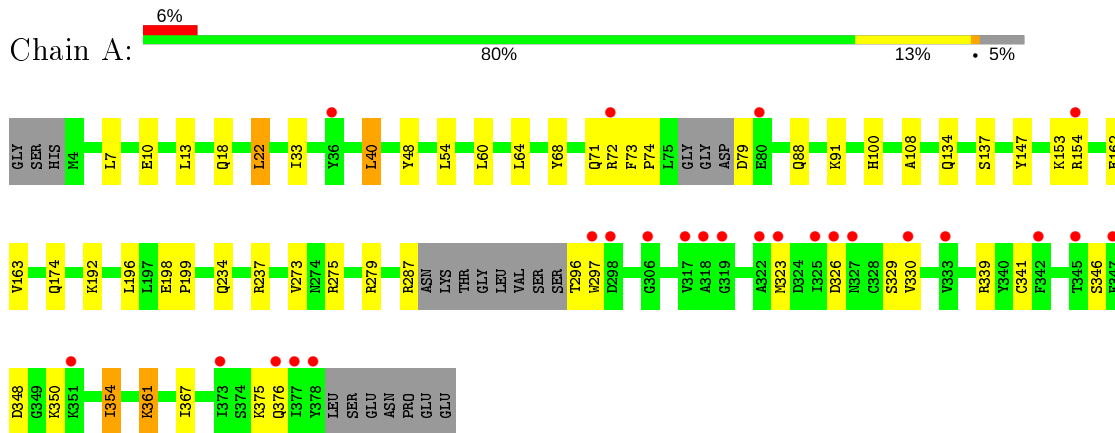 6%
Chain A:
80% 13% • 5%
GLY SER HIS M4 L7 E10 L13 Q18 L22 I33 Y36 L40 Y48 L54 L60 L64 Y68 Q71 R72 F73 P74 L75 GLY GLY ASP D79 E80 Q88 K91 H100 A108 Q134 S137 Y147 K153 R154
V163 Q174 K192 L196 L197 E198 P199 Q234 R237 V273 N274 R275 R279 R287 ASN LYS THR GLY LEU VAL SER SER T296 W297 D298 G306 V317 A318 G319 A322 M323 D324 I325 D326 N327 C328 S329 V330 V333 R339 Y340 C341 F342 T345 S346
D348 G349 K350 K351 I354 K361 I367 I373 S374 K375 Q376 I377 Y378 LEU SER GLU ASN PRO GLU GLU